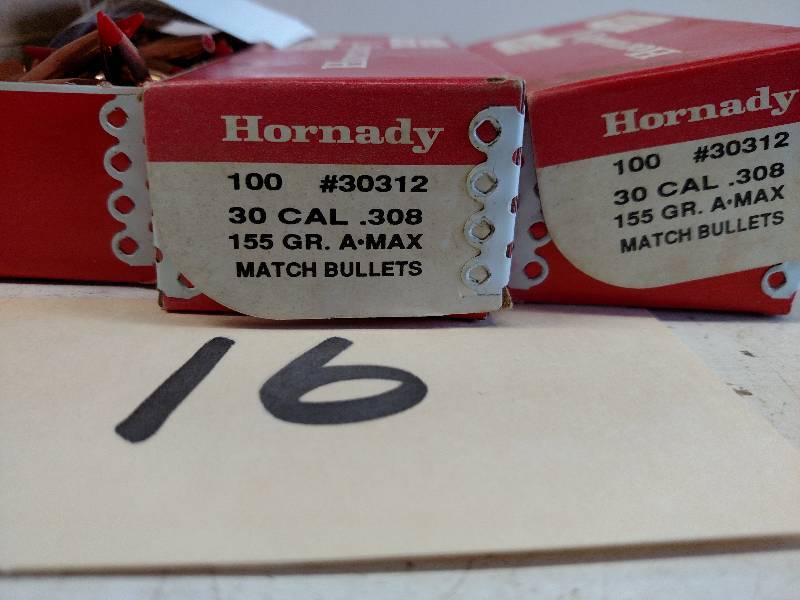 Hornady
100 #30312
30 CAL .308
155 GR. A•MAX
MATCH BULLETS
Hornady
100 #30312
30 CAL .308
155 GR. A•MAX
MATCH BULLETS
16